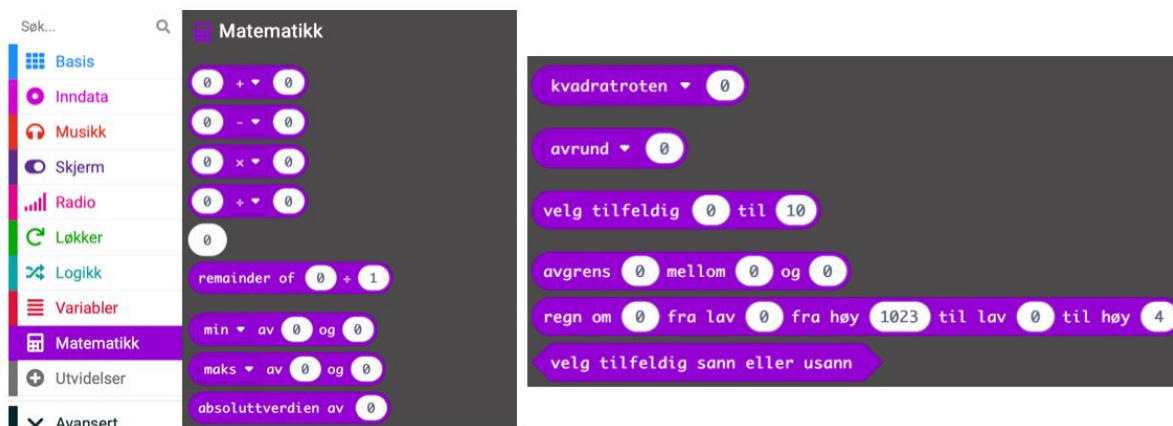 Søk...
Basis
Inndata
Musikk
Skjerm
Radio
Løkker
Logikk
Variabler
Matematikk
Utvidelser
Avansert
Matematikk
0 + 0
0 - 0
0 × 0
0 ÷ 0
0
remainder of 0 ÷ 1
min av 0 og 0
maks av 0 og 0
absoluttverdien av 0
kvadratroten 0
avrund 0
velg tilfeldig 0 til 10
avgrens 0 mellom 0 og 0
regn om 0 fra lav 0 fra høy 1023 til lav 0 til høy 4
velg tilfeldig sann eller usann